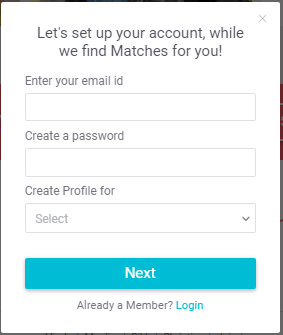 Let's set up your account, while
we find Matches for you!
Enter your email id
Create a password
Create Profile for
Select
Next
Already a Member? Login